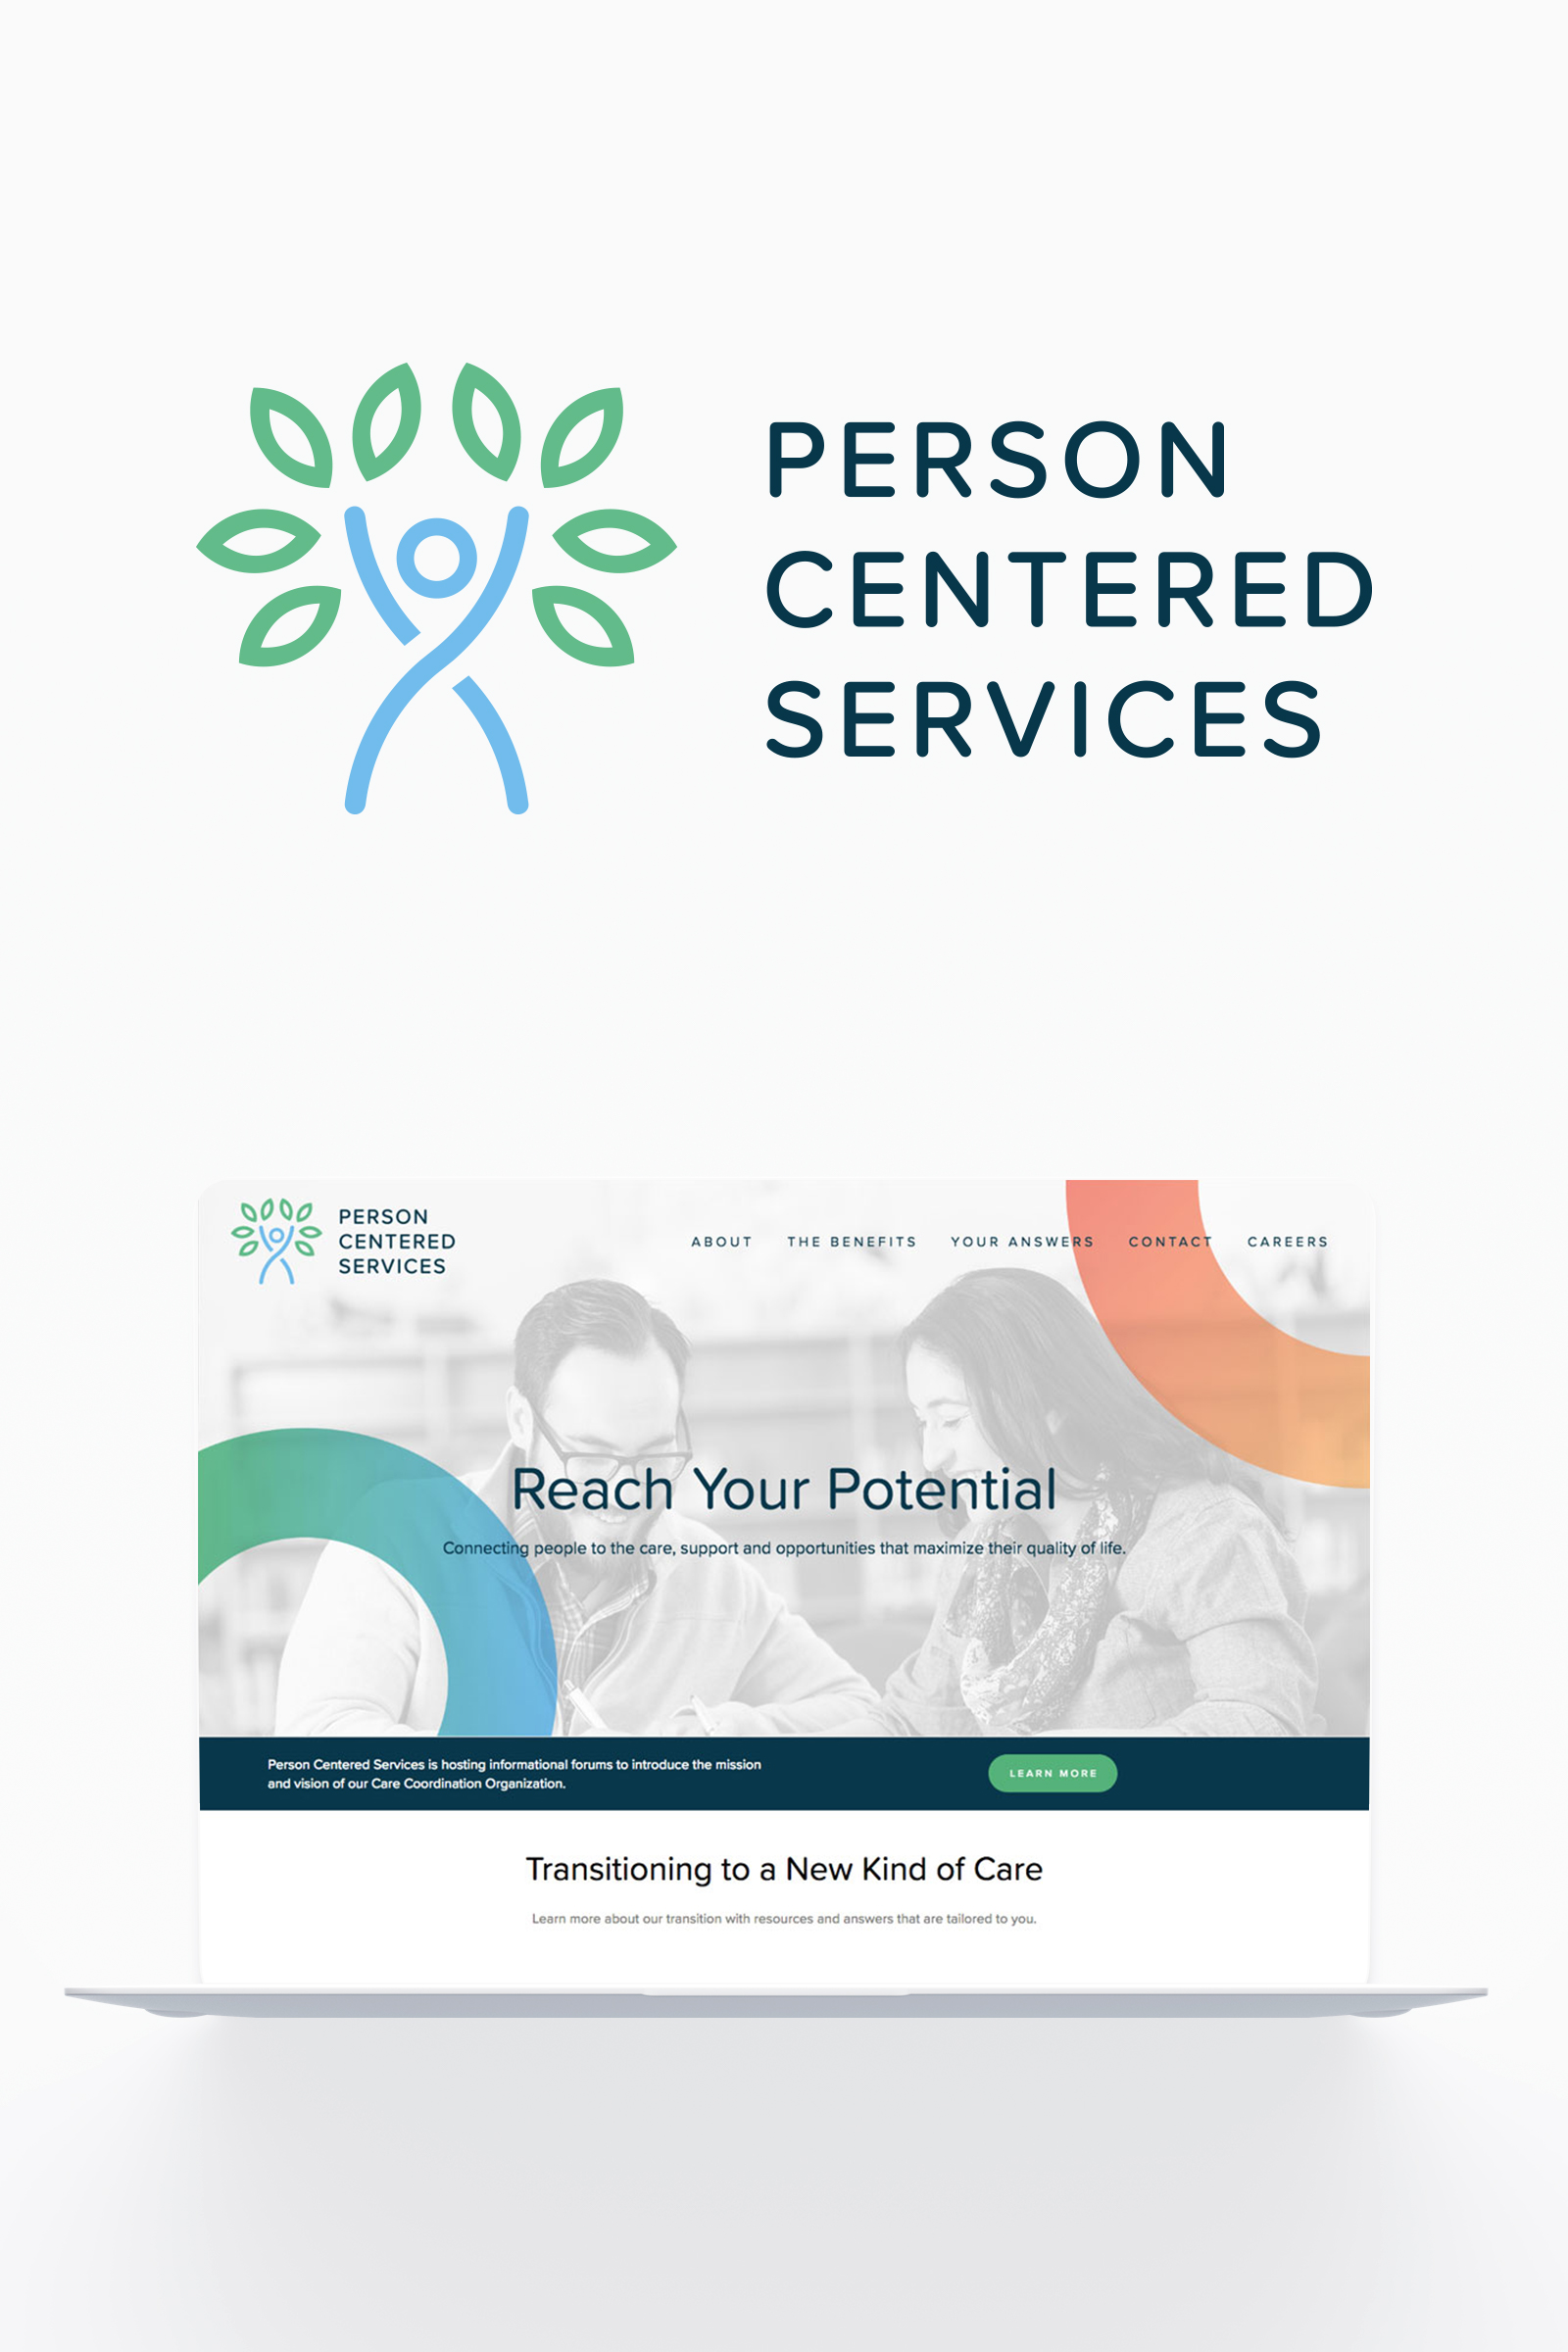 PERSON
CENTERED
SERVICES
PERSON
CENTERED
SERVICES
ABOUT THE BENEFITS YOUR ANSWERS CONTACT CAREERS
Reach Your Potential
Connecting people to the care, support and opportunities that maximize their quality of life.
Person Centered Services is hosting informational forums to introduce the mission
and vision of our Care Coordination Organization.
LEARN MORE
Transitioning to a New Kind of Care
Learn more about our transition with resources and answers that are tailored to you.